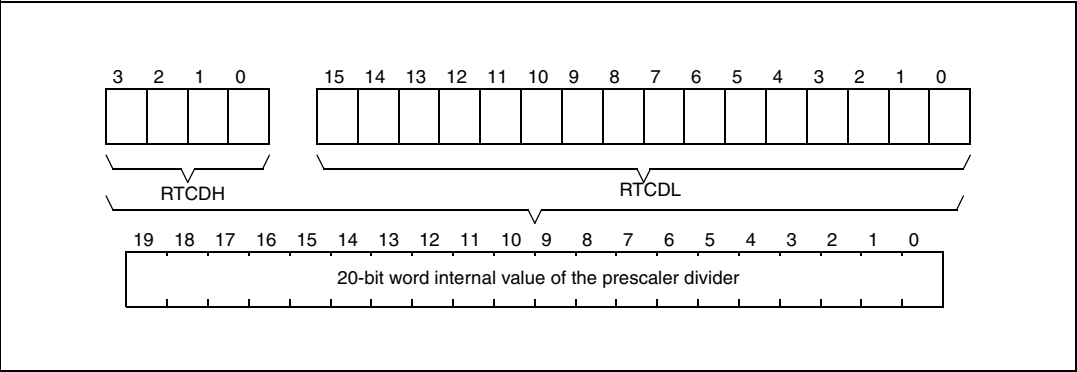 3 2 1 0 15 14 13 12 11 10 9 8 7 6 5 4 3 2 1 0
RTCDH RTCDL
19 18 17 16 15 14 13 12 11 10 9 8 7 6 5 4 3 2 1 0
20-bit word internal value of the prescaler divider